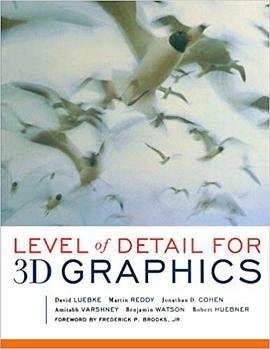 LEVEL of DETAIL FOR
3D GRAPHICS
David LUEBKE Martin REDDY Jonathan D. COHEN
Amitabh VARSHNEY Benjamin WATSON Robert HUEBNER
FOREWORD BY FREDERICK P. BROOKS, JR.